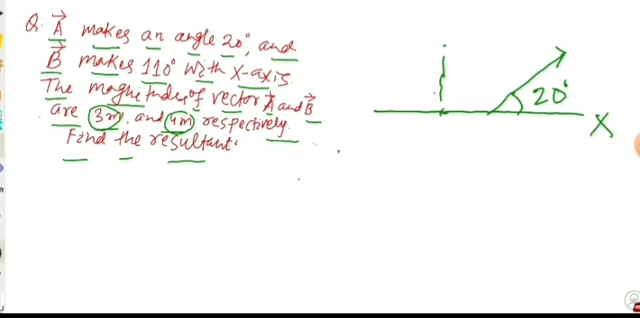 Q. A⃗ makes an angle 20°, and
B⃗ makes 110° with X-axis.
The magnitudes of vector A⃗ and B⃗
are 3m. and 4m respectively.
Find the resultant.
20°
X